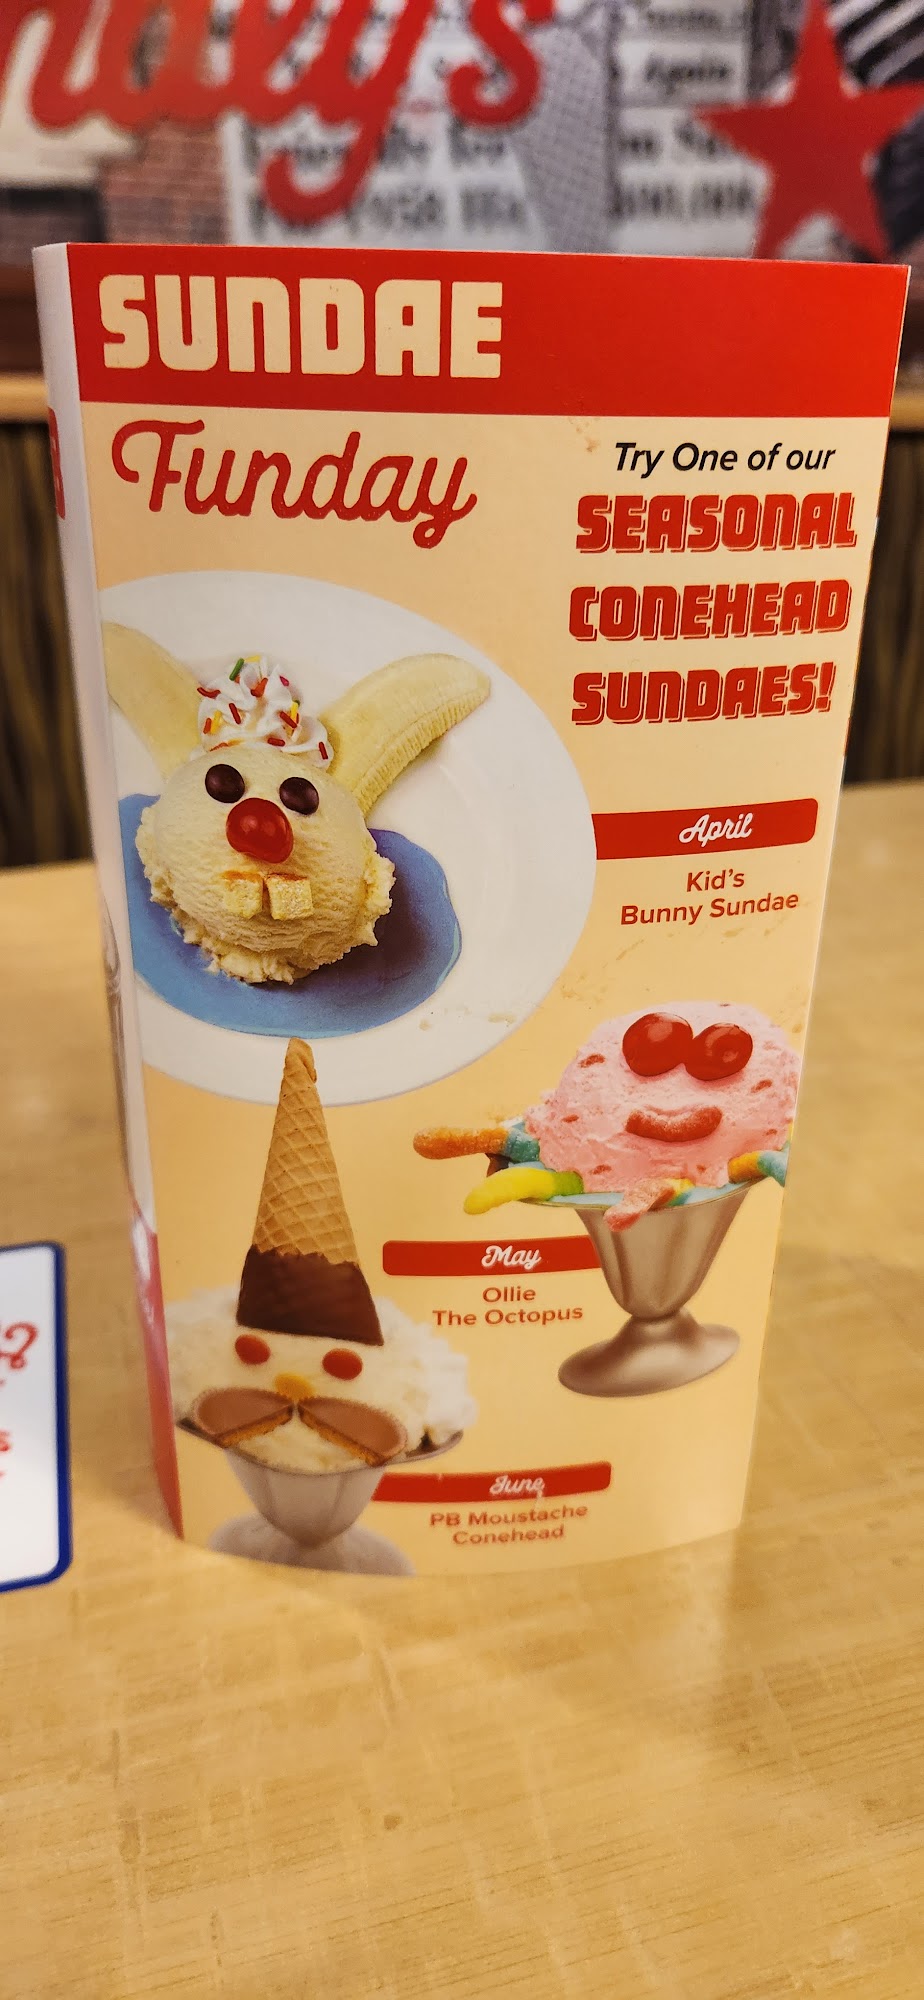 SUNDAE
Funday
Try One of our
SEASONAL
CONEHEAD
SUNDAES!
April
Kid's
Bunny Sundae
May
Ollie
The Octopus
June
PB Moustache
Conehead